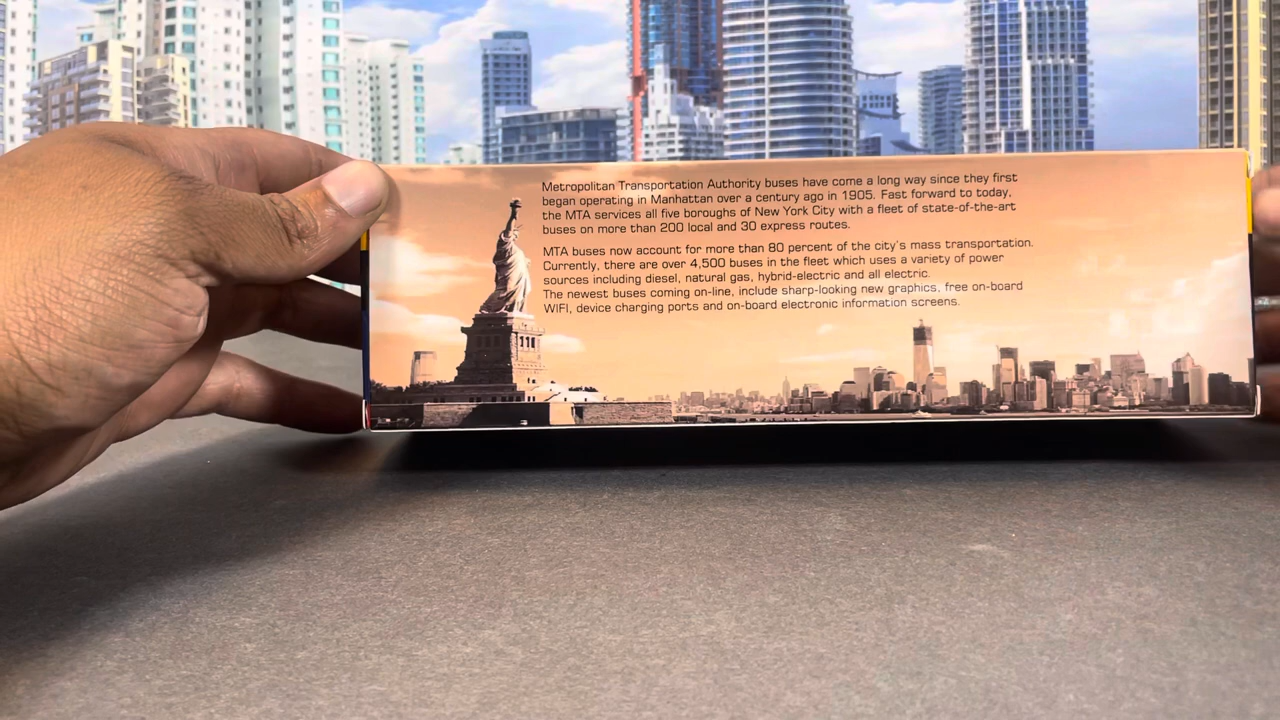 Metropolitan Transportation Authority buses have come a long way since they first
began operating in Manhattan over a century ago in 1905. Fast forward to today,
the MTA services all five boroughs of New York City with a fleet of state-of-the-art
buses on more than 200 local and 30 express routes.
MTA buses now account for more than 80 percent of the city's mass transportation.
Currently, there are over 4,500 buses in the fleet which uses a variety of power
sources including diesel, natural gas, hybrid-electric and all electric.
The newest buses coming on-line, include sharp-looking new graphics, free on-board
WIFI, device charging ports and on-board electronic information screens.